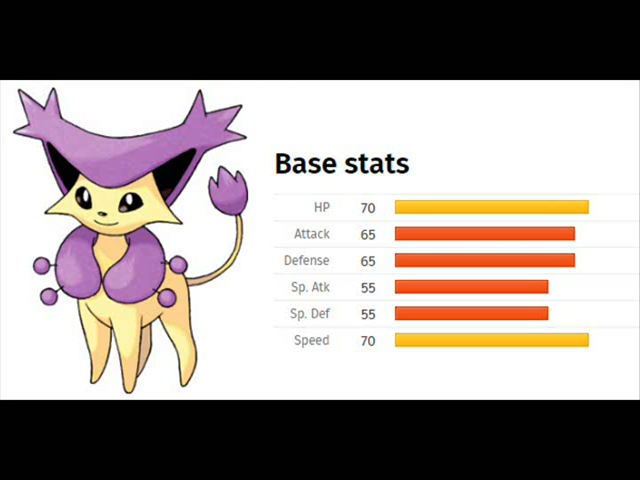 Base stats
HP 70
Attack 65
Defense 65
Sp. Atk 55
Sp. Def 55
Speed 70